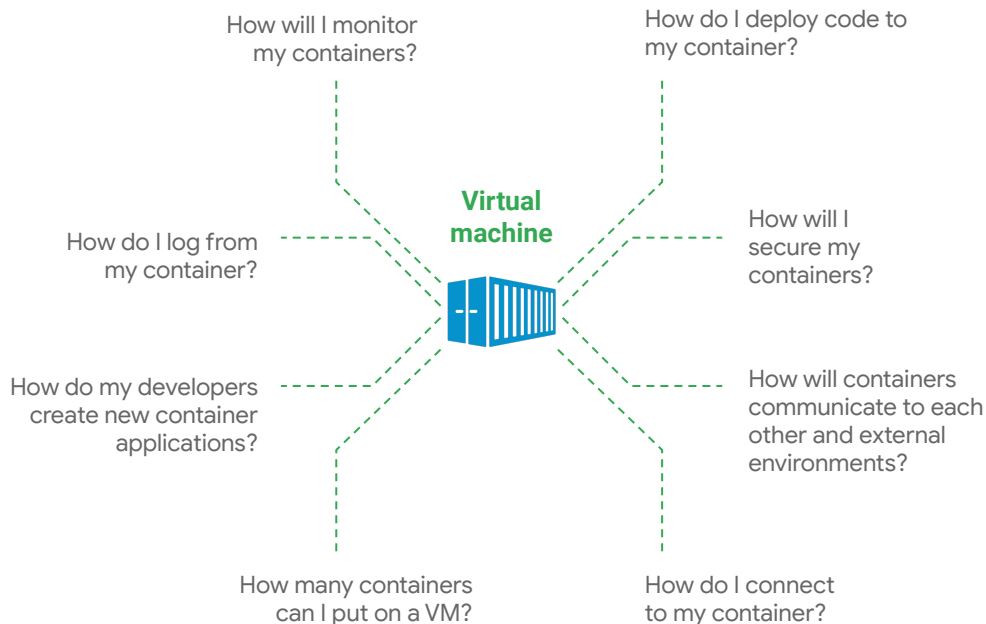 How will I monitor
my containers?
How do I deploy code to
my container?
Virtual
machine
How do I log from
my container?
How will I
secure my
containers?
How do my developers
create new container
applications?
How will containers
communicate to each
other and external
environments?
How many containers
can I put on a VM?
How do I connect
to my container?